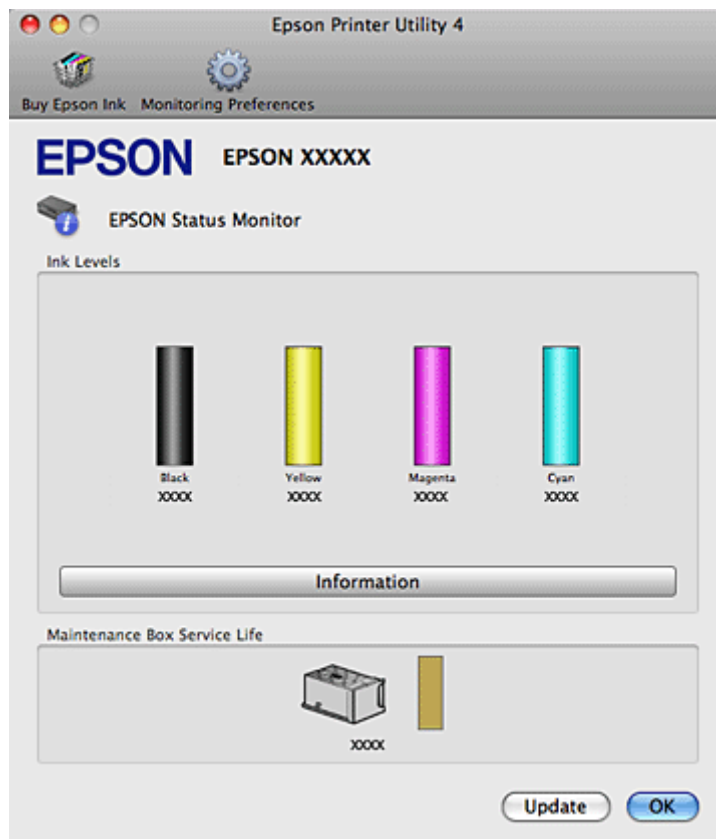 Epson Printer Utility 4
Buy Epson Ink Monitoring Preferences
EPSON EPSON XXXXX
EPSON Status Monitor
Ink Levels
Black Yellow Magenta Cyan
XXXX XXXX XXXX XXXX
Information
Maintenance Box Service Life
XXXX
Update OK